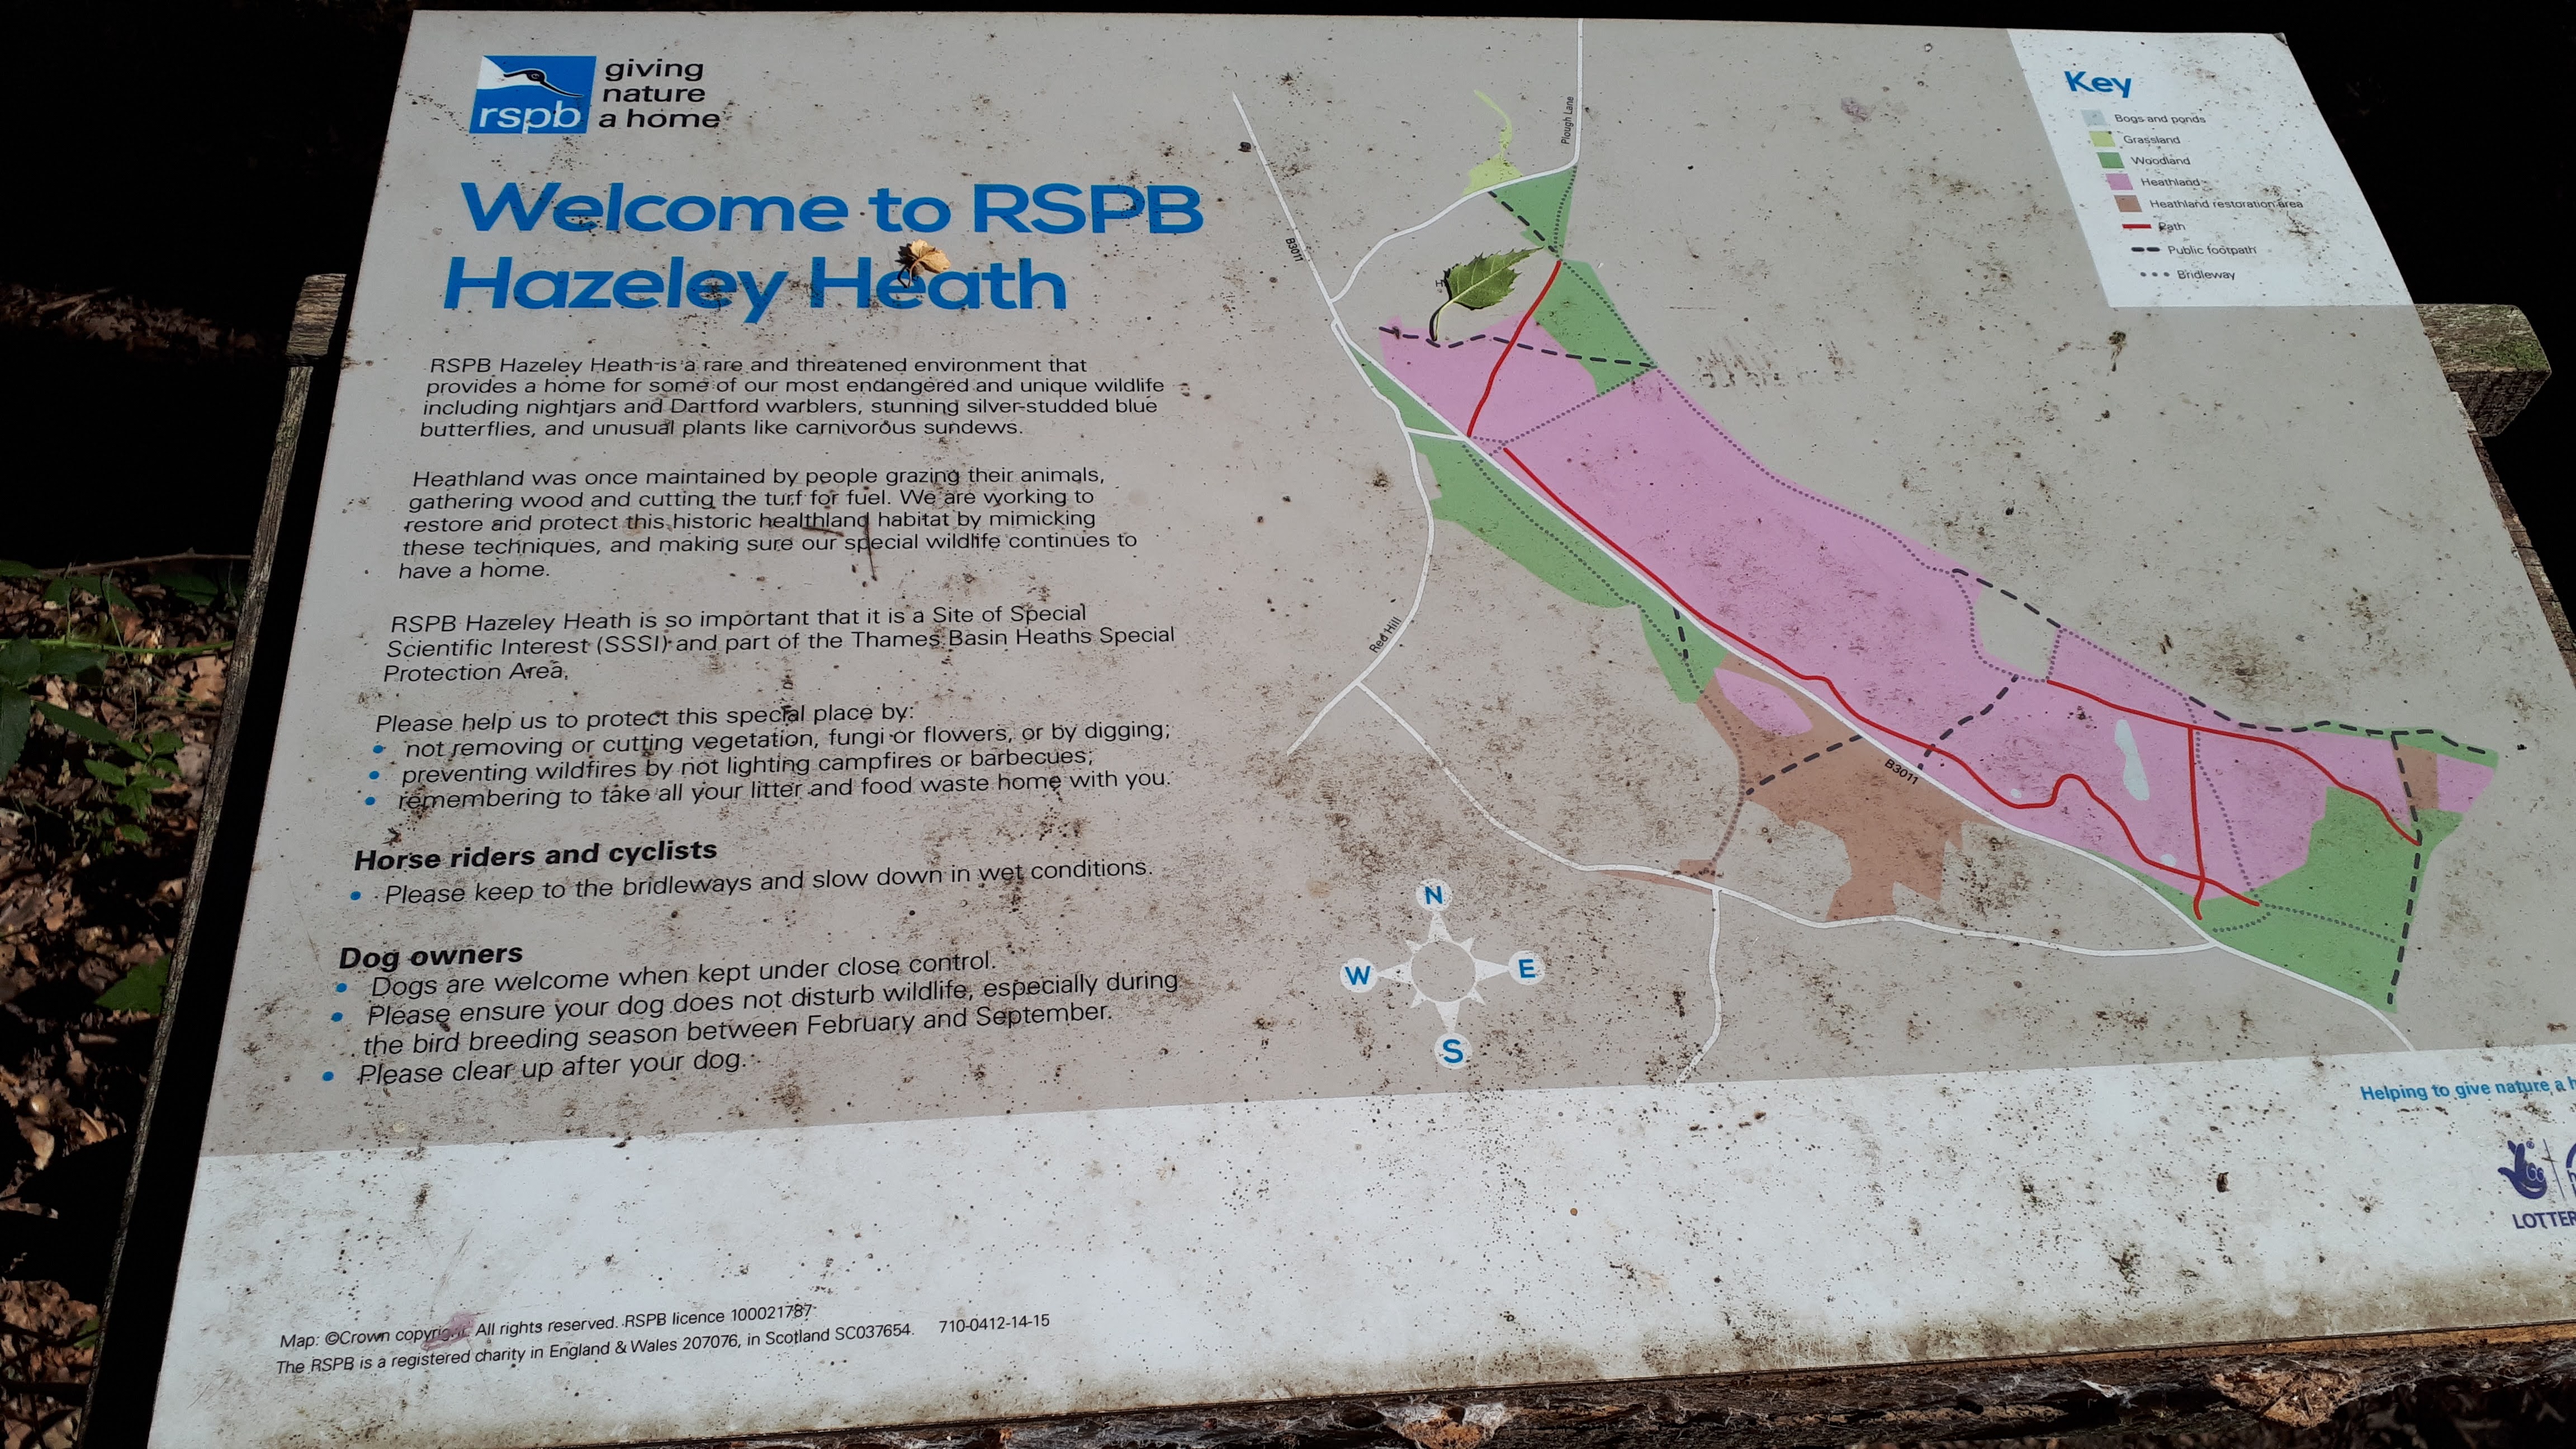 rspb
giving
nature
a home
Welcome to RSPB
Hazeley Heath
RSPB Hazeley Heath is a rare and threatened environment that
provides a home for some of our most endangered and unique wildlife
including nightjars and Dartford warblers, stunning silver-studded blue
butterflies, and unusual plants like carnivorous sundews.
Heathland was once maintained by people grazing their animals,
gathering wood and cutting the turf for fuel. We are working to
restore and protect this historic healthland habitat by mimicking
these techniques, and making sure our special wildlife continues to
have a home.
RSPB Hazeley Heath is so important that it is a Site of Special
Scientific Interest (SSSI) and part of the Thames Basin Heaths Special
Protection Area.
Please help us to protect this special place by:
• not removing or cutting vegetation, fungi or flowers, or by digging;
• preventing wildfires by not lighting campfires or barbecues;
• remembering to take all your litter and food waste home with you.
Horse riders and cyclists
• Please keep to the bridleways and slow down in wet conditions.
Dog owners
• Dogs are welcome when kept under close control.
• Please ensure your dog does not disturb wildlife, especially during
the bird breeding season between February and September.
• Please clear up after your dog.
Map: ©Crown copyright. All rights reserved. RSPB licence 100021787
The RSPB is a registered charity in England & Wales 207076, in Scotland SC037654. 710-0412-14-15
Plough Lane
B3011
Red Hill
B3011
N
W
E
S
Key
Bogs and ponds
Grassland
Woodland
Heathland
Heathland restoration area
Path
Public footpath
Bridleway
Helping to give nature a